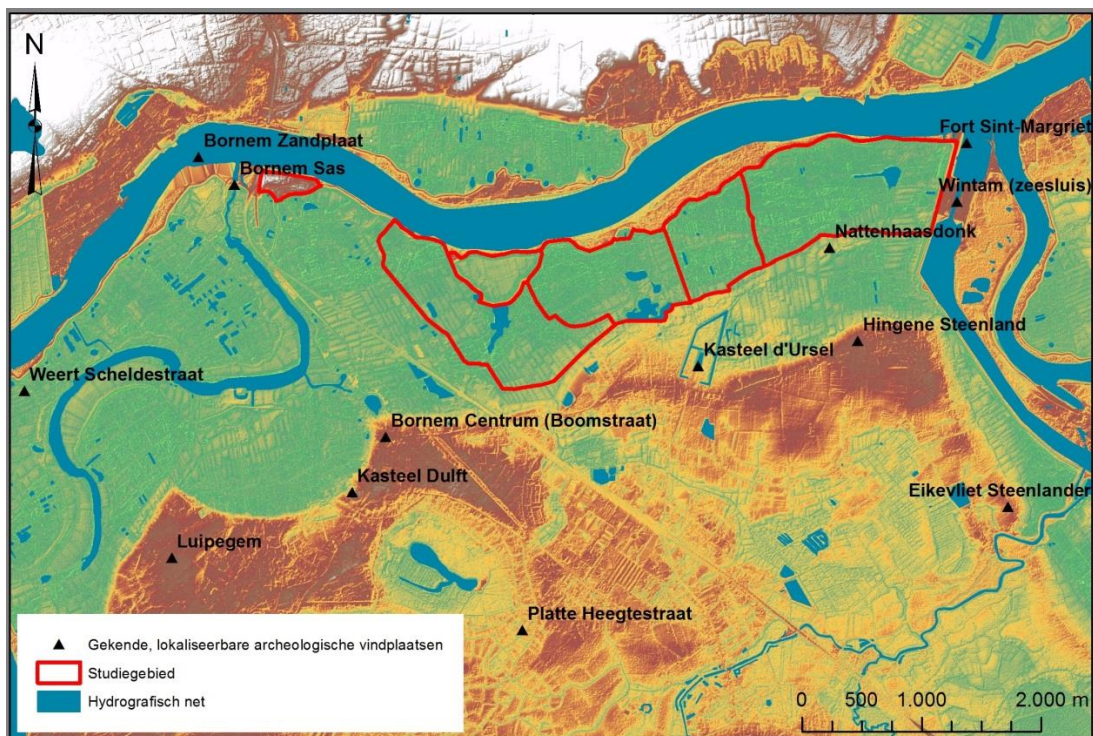 N
Bornem Zandplaat
Bornem Sas
Fort Sint-Margriet
Wintam (zeesluis)
Nattenhaasdonk
Hingene Steenland
Kasteel d'Ursel
Weert Scheldestraat
Bornem Centrum (Boomstraat)
Kasteel Dulft
Eikevliet Steenlander
Luipegem
Platte Heegtestraat
Gekende, lokaliseerbare archeologische vindplaatsen
Studiegebied
Hydrografisch net
0 500 1.000 2.000 m